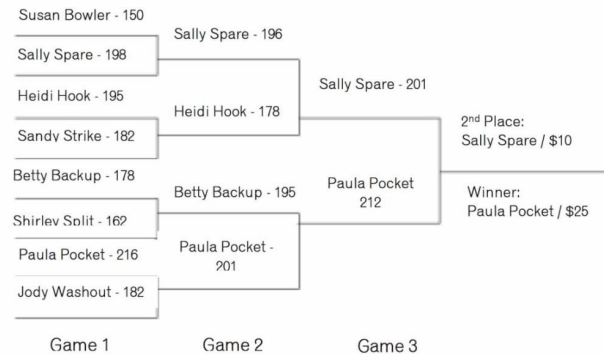 Susan Bowler - 150
Sally Spare - 198
Heidi Hook - 195
Sandy Strike - 182
Betty Backup - 178
Shirley Split - 162
Paula Pocket - 216
Jody Washout - 182
Game 1
Sally Spare - 196
Heidi Hook - 178
Betty Backup - 195
Paula Pocket -
201
Game 2
Sally Spare - 201
Paula Pocket
212
Game 3
2nd Place:
Sally Spare / $10
Winner:
Paula Pocket / $25